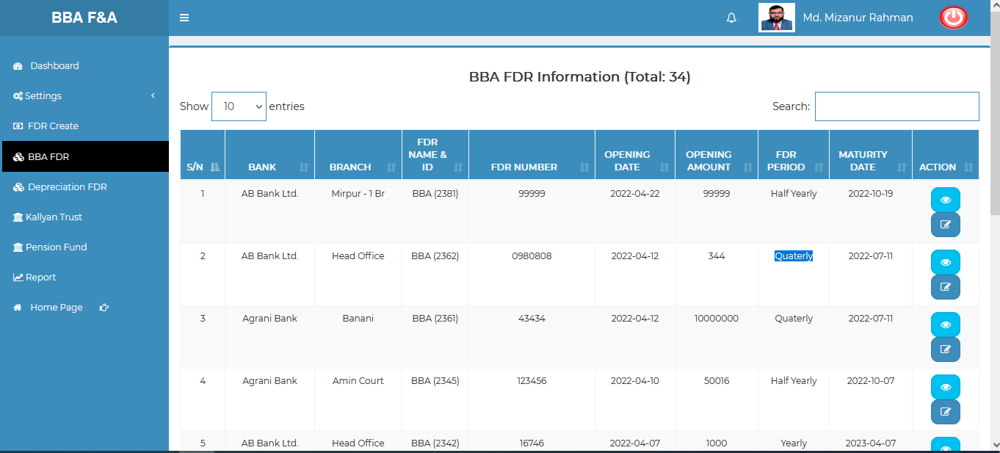 BBA F&A
Md. Mizanur Rahman
Dashboard
Settings
FDR Create
BBA FDR
Depreciation FDR
Kallyan Trust
Pension Fund
Report
Home Page
BBA FDR Information (Total: 34)
Show 10 entries
Search:
S/N BANK BRANCH FDR NAME & ID FDR NUMBER OPENING DATE OPENING AMOUNT FDR PERIOD MATURITY DATE ACTION
1 AB Bank Ltd. Mirpur - 1 Br BBA (2381) 99999 2022-04-22 99999 Half Yearly 2022-10-19
2 AB Bank Ltd. Head Office BBA (2362) 0980808 2022-04-12 344 Quaterly 2022-07-11
3 Agrani Bank Banani BBA (2361) 43434 2022-04-12 10000000 Quaterly 2022-07-11
4 Agrani Bank Amin Court BBA (2345) 123456 2022-04-10 50016 Half Yearly 2022-10-07
5 AB Bank Ltd. Head Office BBA (2342) 16746 2022-04-07 1000 Yearly 2023-04-07